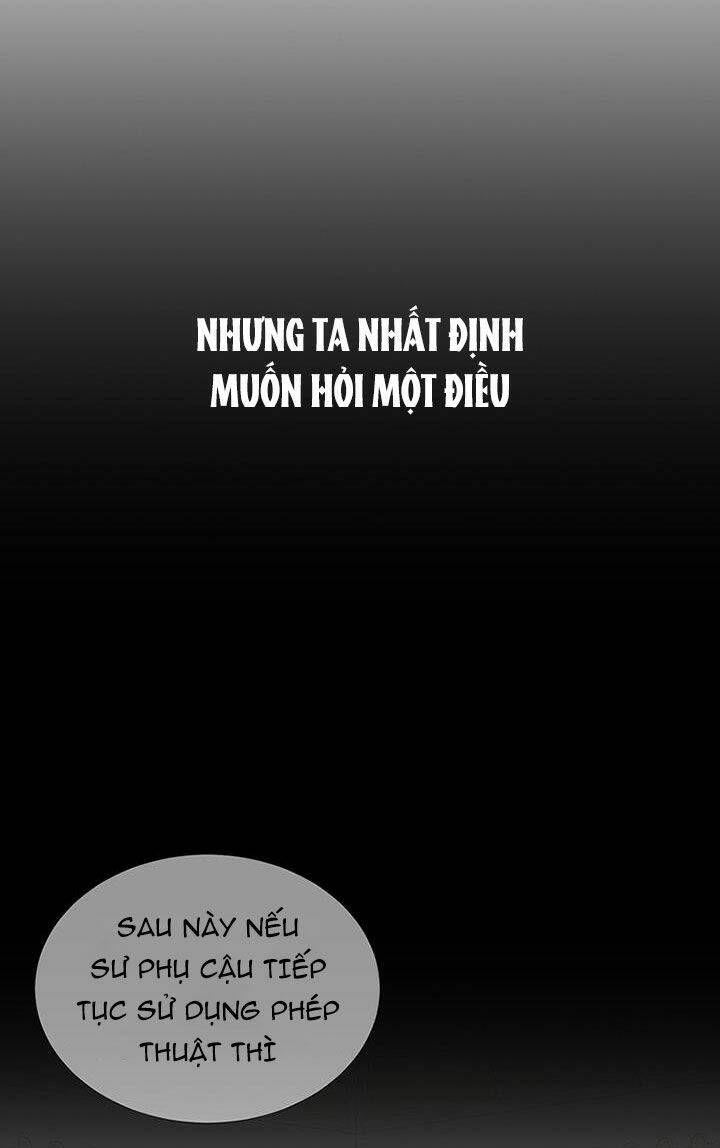 NHƯNG TA NHẤT ĐỊNH
MUỐN HỎI MỘT ĐIỀU
SAU NÀY NẾU
SƯ PHỤ CẬU TIẾP
TỤC SỬ DỤNG PHÉP
THUẬT THÌ